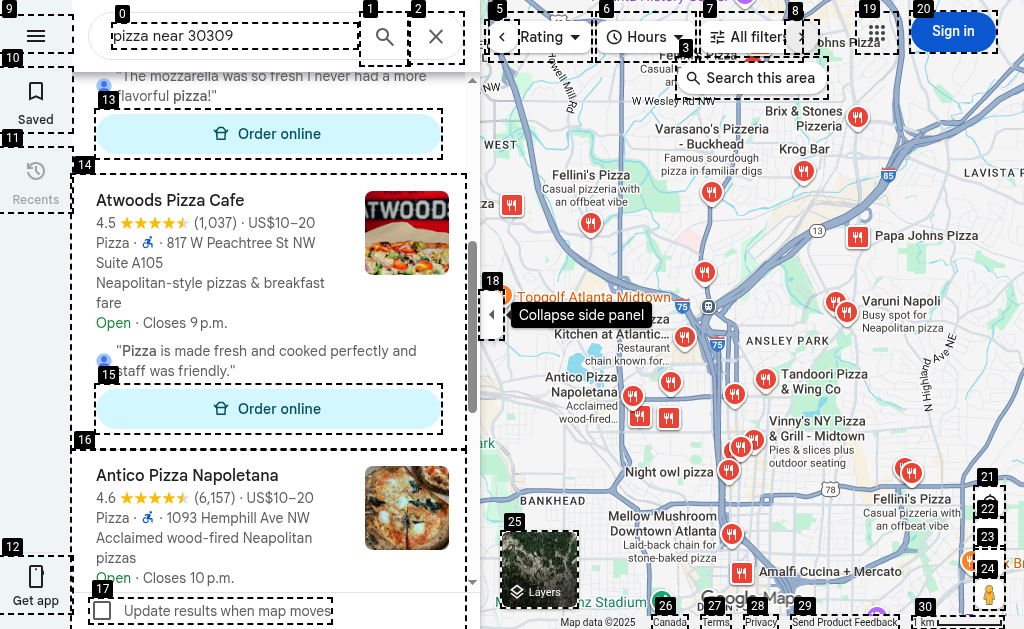 pizza near 30309
Saved
Recents
Get app
"The mozzarella was so fresh I never had a more
flavorful pizza!"
Order online
Atwoods Pizza Cafe
4.5 (1,037) · US$10–20
Pizza · 817 W Peachtree St NW
Suite A105
Neapolitan-style pizzas & breakfast
fare
Open · Closes 9 p.m.
"Pizza is made fresh and cooked perfectly and
staff was friendly."
Order online
Antico Pizza Napoletana
4.6 (6,157) · US$10–20
Pizza · 1093 Hemphill Ave NW
Acclaimed wood-fired Neapolitan
pizzas
Open · Closes 10 p.m.
Update results when map moves
Rating
Hours
All filters
Sign in
Search this area
Collapse side panel
Howell Mill Rd
W Wesley Rd NW
NW
WEST
Brix & Stones
Pizzeria
Varasano's Pizzeria
- Buckhead
Famous sourdough
pizza in familiar digs
Krog Bar
85
LAVISTA
Fellini's Pizza
Casual pizzeria with
an offbeat vibe
13
Papa Johns Pizza
Topgolf Atlanta Midtown
75
Kitchen at Atlantic...
Restaurant
chain known for...
75
Varuni Napoli
Busy spot for
Neapolitan pizza
ANSLEY PARK
N Highland Ave NE
Antico Pizza
Napoletana
Acclaimed
wood-fired...
Tandoori Pizza
& Wing Co
Vinny's NY Pizza
& Grill - Midtown
Pies & slices plus
outdoor seating
Night owl pizza
78
BANKHEAD
Fellini's Pizza
Casual pizzeria with
an offbeat vibe
Mellow Mushroom
Downtown Atlanta
Laid-back chain for
stone-baked pizza
Amalfi Cucina + Mercato
Layers
Google Maps
Map data ©2025
Canada
Terms
Privacy
Send Product Feedback
1 km
0
1
2
3
5
6
7
8
9
10
11
12
13
14
15
16
17
18
19
20
21
22
23
24
25
26
27
28
29
30